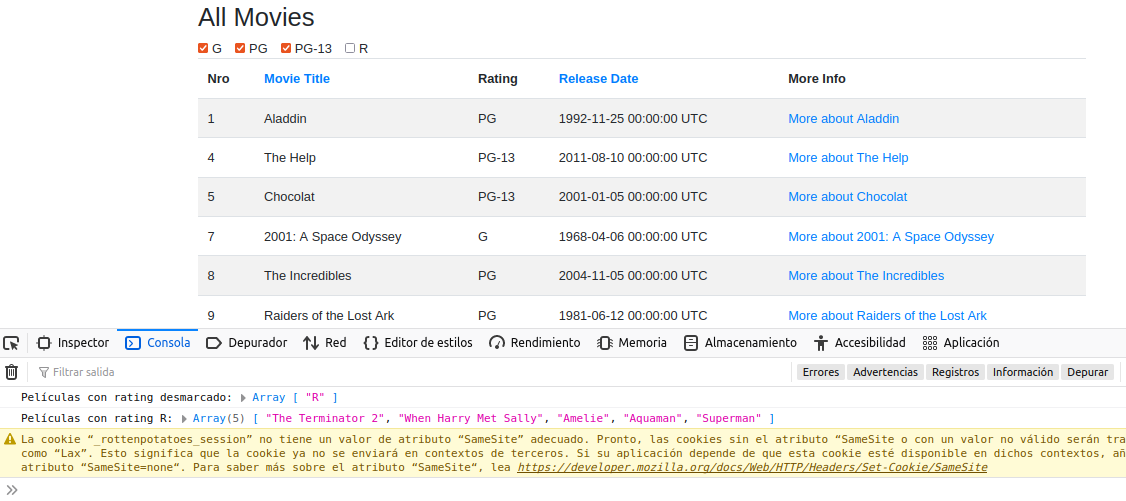 All Movies
G PG PG-13 R
Nro Movie Title Rating Release Date More Info
1 Aladdin PG 1992-11-25 00:00:00 UTC More about Aladdin
4 The Help PG-13 2011-08-10 00:00:00 UTC More about The Help
5 Chocolat PG-13 2001-01-05 00:00:00 UTC More about Chocolat
7 2001: A Space Odyssey G 1968-04-06 00:00:00 UTC More about 2001: A Space Odyssey
8 The Incredibles PG 2004-11-05 00:00:00 UTC More about The Incredibles
9 Raiders of the Lost Ark PG 1981-06-12 00:00:00 UTC More about Raiders of the Lost Ark
Inspector Consola Depurador Red Editor de estilos Rendimiento Memoria Almacenamiento Accesibilidad Aplicación
Filtrar salida Errores Advertencias Registros Información Depurar
Películas con rating desmarcado: Array [ "R" ]
Películas con rating R: Array(5) [ "The Terminator 2", "When Harry Met Sally", "Amelie", "Aquaman", "Superman" ]
La cookie “_rottenpotatoes_session” no tiene un valor de atributo “SameSite” adecuado. Pronto, las cookies sin el atributo “SameSite o con un valor no válido serán tra
como “Lax”. Esto significa que la cookie ya no se enviará en contextos de terceros. Si su aplicación depende de que esta cookie esté disponible en dichos contextos, añ
atributo “SameSite=none“. Para saber más sobre el atributo “SameSite“, lea https://developer.mozilla.org/docs/Web/HTTP/Headers/Set-Cookie/SameSite